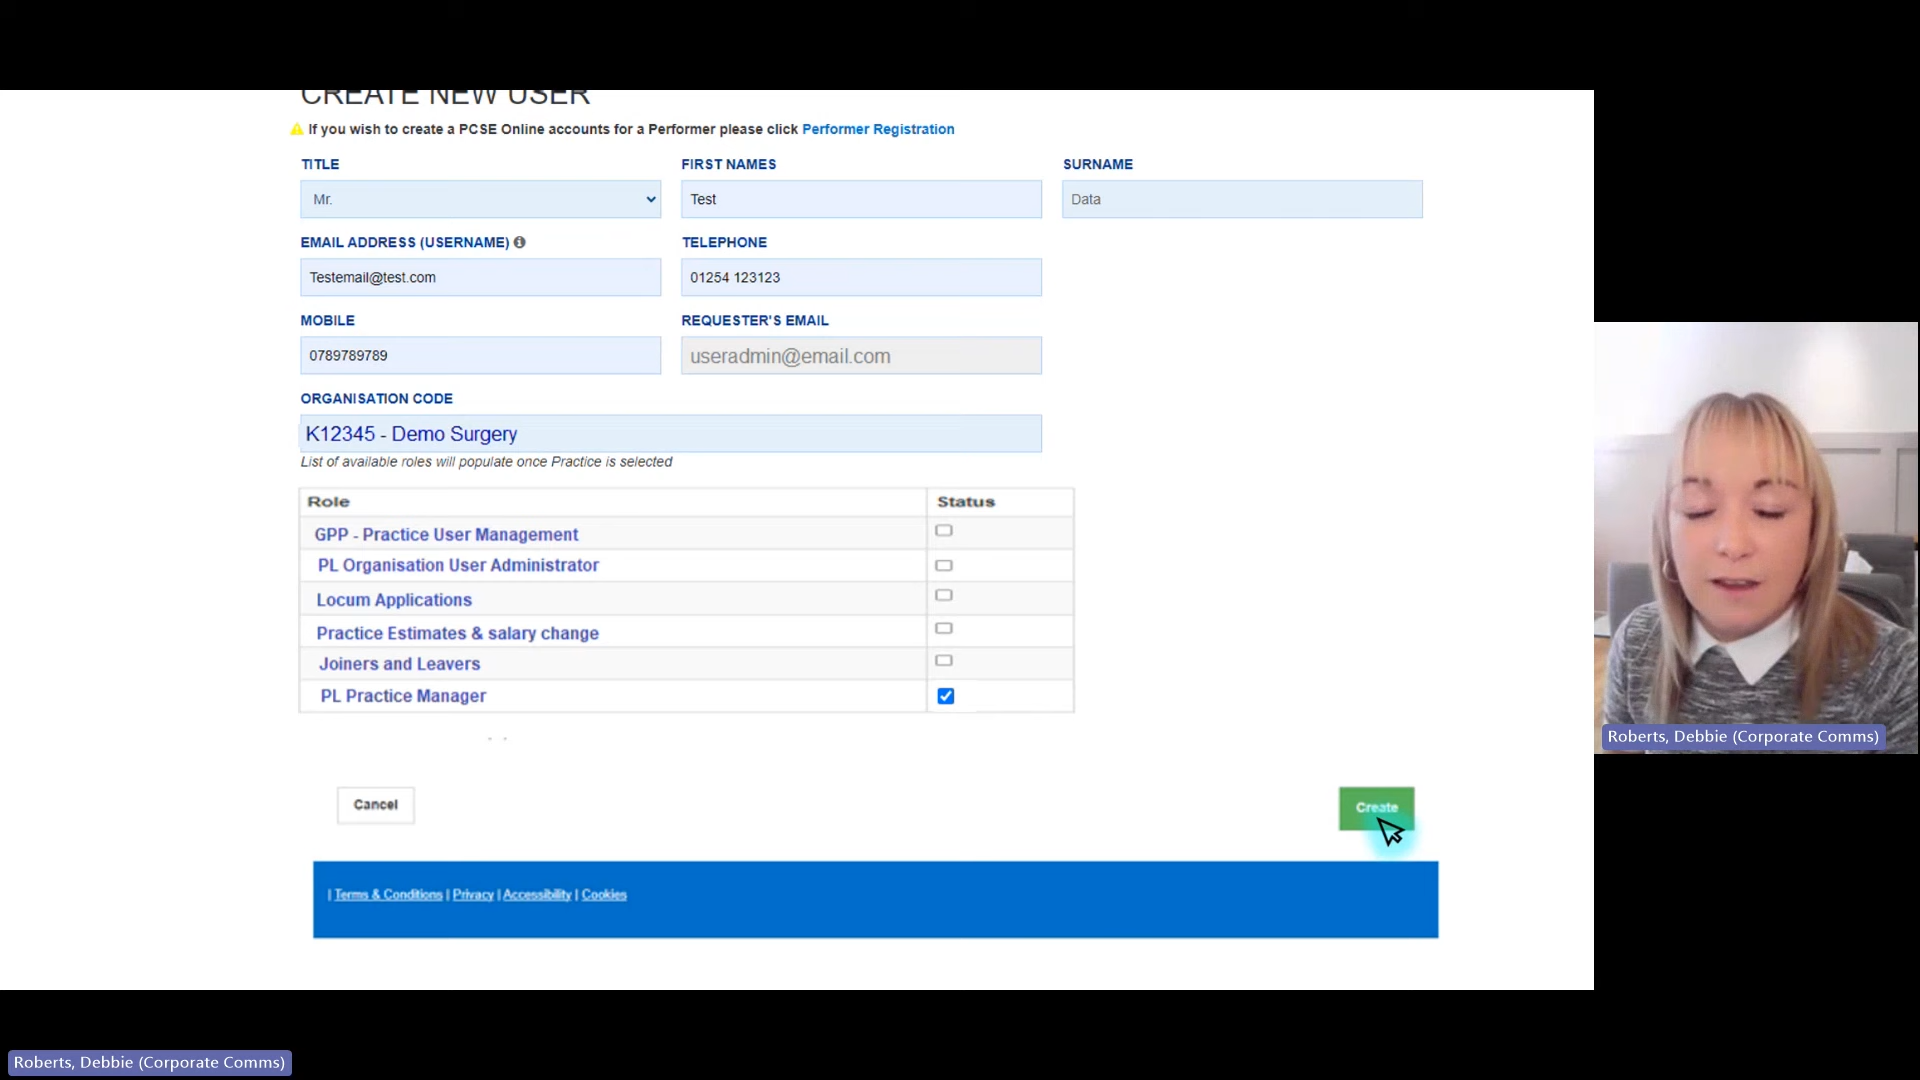 CREATE NEW USER
If you wish to create a PCSE Online accounts for a Performer please click Performer Registration
TITLE
FIRST NAMES
SURNAME
Mr.
Test
Data
EMAIL ADDRESS (USERNAME)
TELEPHONE
Testemail@test.com
01254 123123
MOBILE
REQUESTER'S EMAIL
0789789789
useradmin@email.com
ORGANISATION CODE
K12345 - Demo Surgery
List of available roles will populate once Practice is selected
Role
Status
GPP - Practice User Management
PL Organisation User Administrator
Locum Applications
Practice Estimates & salary change
Joiners and Leavers
PL Practice Manager
Cancel
Create
| Terms & Conditions | Privacy | Accessibility | Cookies
Roberts, Debbie (Corporate Comms)
Roberts, Debbie (Corporate Comms)